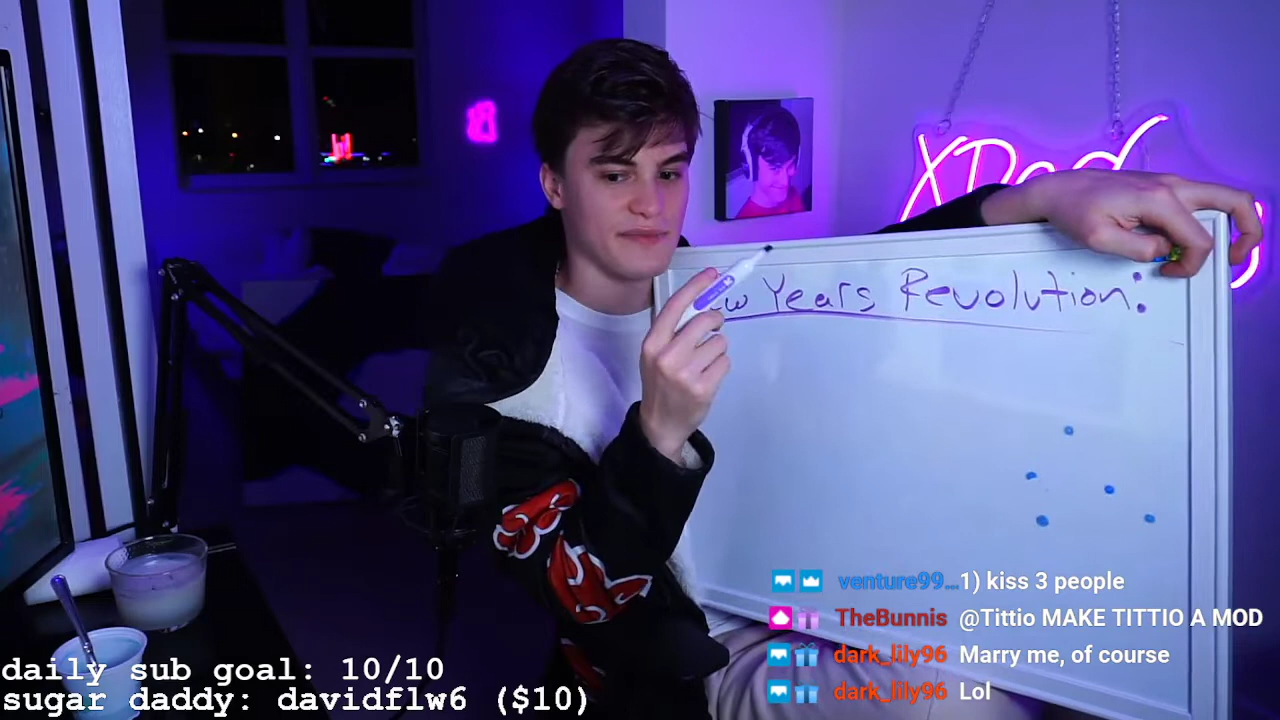 w Years Revolution:
venture99... 1) kiss 3 people
TheBunnis @Tittio MAKE TITTIO A MOD
dark_lily96 Marry me, of course
dark_lily96 Lol
daily sub goal: 10/10
sugar daddy: davidflw6 ($10)